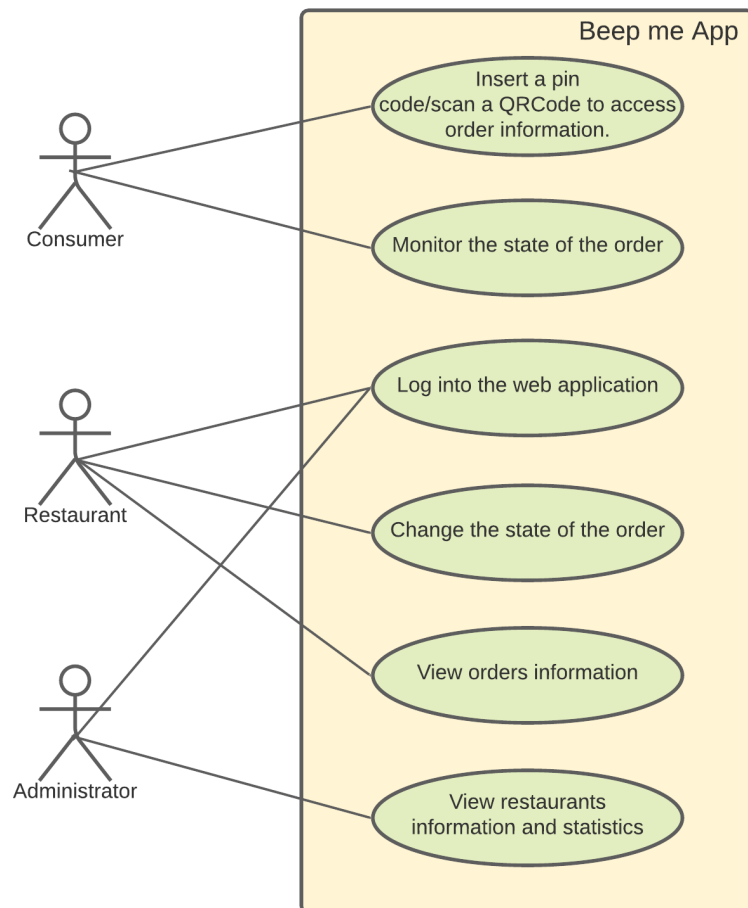 Beep me App
Insert a pin
code/scan a QRCode to access
order information.
Consumer
Monitor the state of the order
Log into the web application
Restaurant
Change the state of the order
View orders information
Administrator
View restaurants
information and statistics